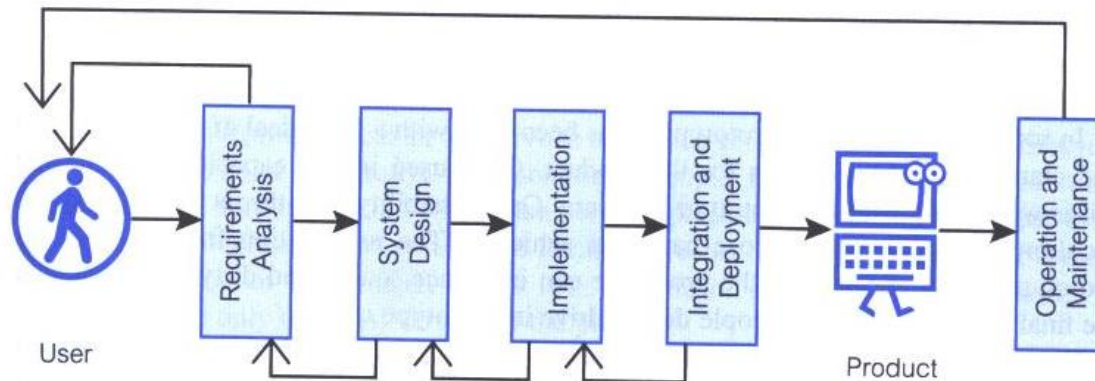 Requirements
Analysis
System
Design
Implementation
Integration and
Deployment
Operation and
Maintenance
User
Product